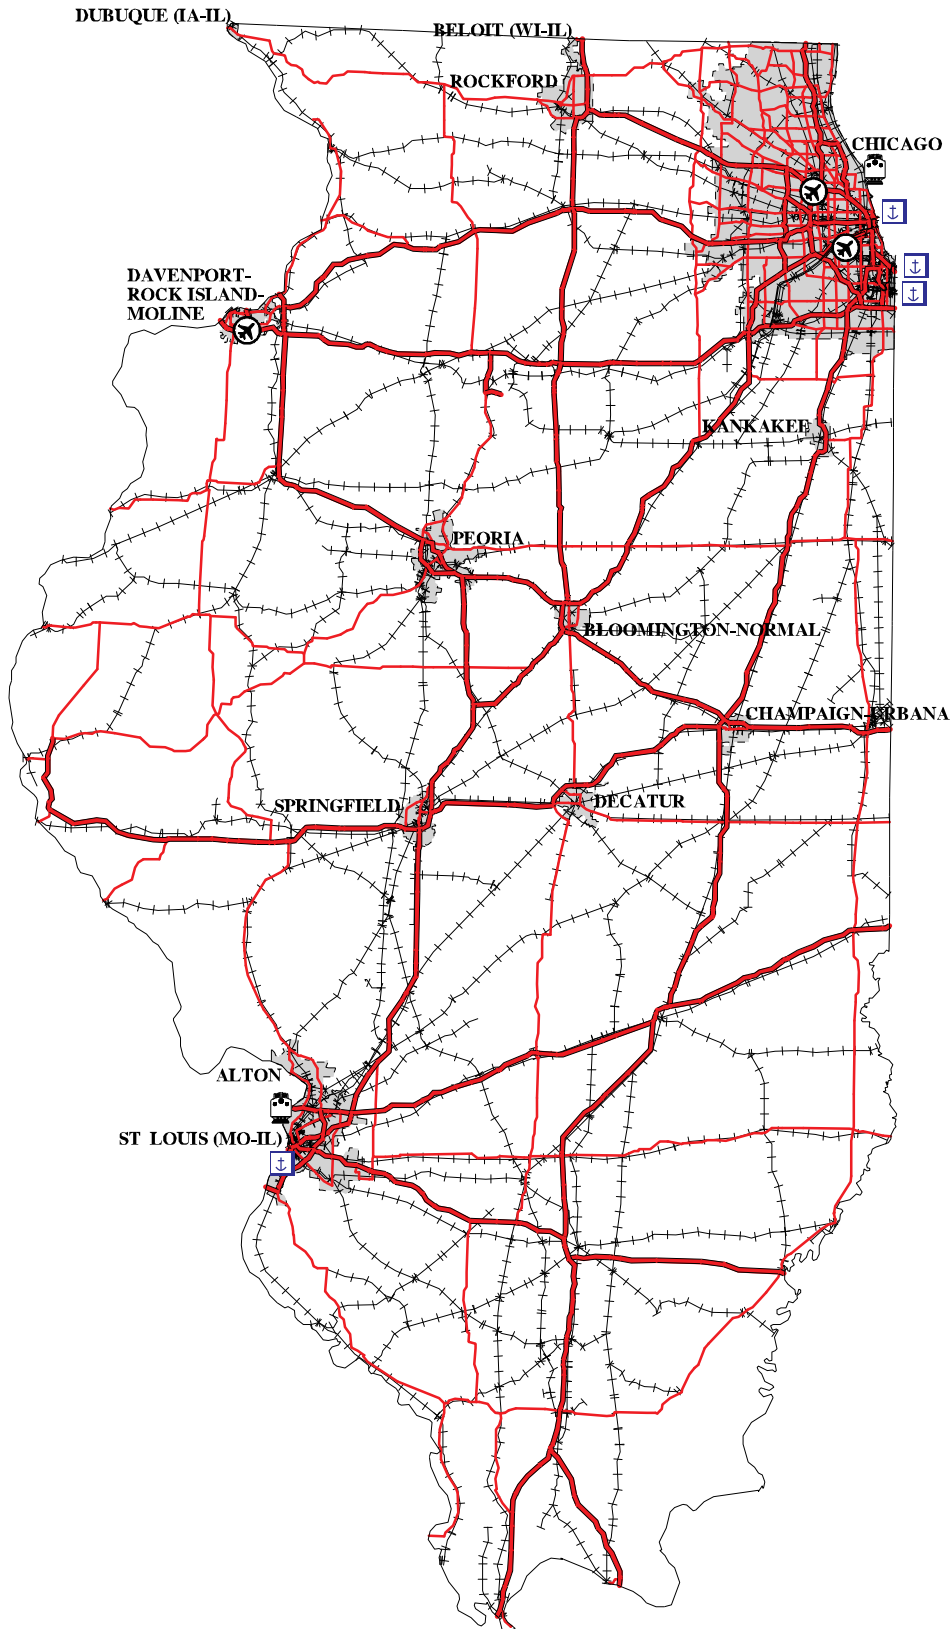 DUBUQUE (IA-IL)
BELOIT (WI-IL)
ROCKFORD
CHICAGO
DAVENPORT-
ROCK ISLAND-
MOLINE
KANKAKEE
PEORIA
BLOOMINGTON-NORMAL
CHAMPAIGN-URBANA
SPRINGFIELD
DECATUR
ALTON
ST LOUIS (MO-IL)